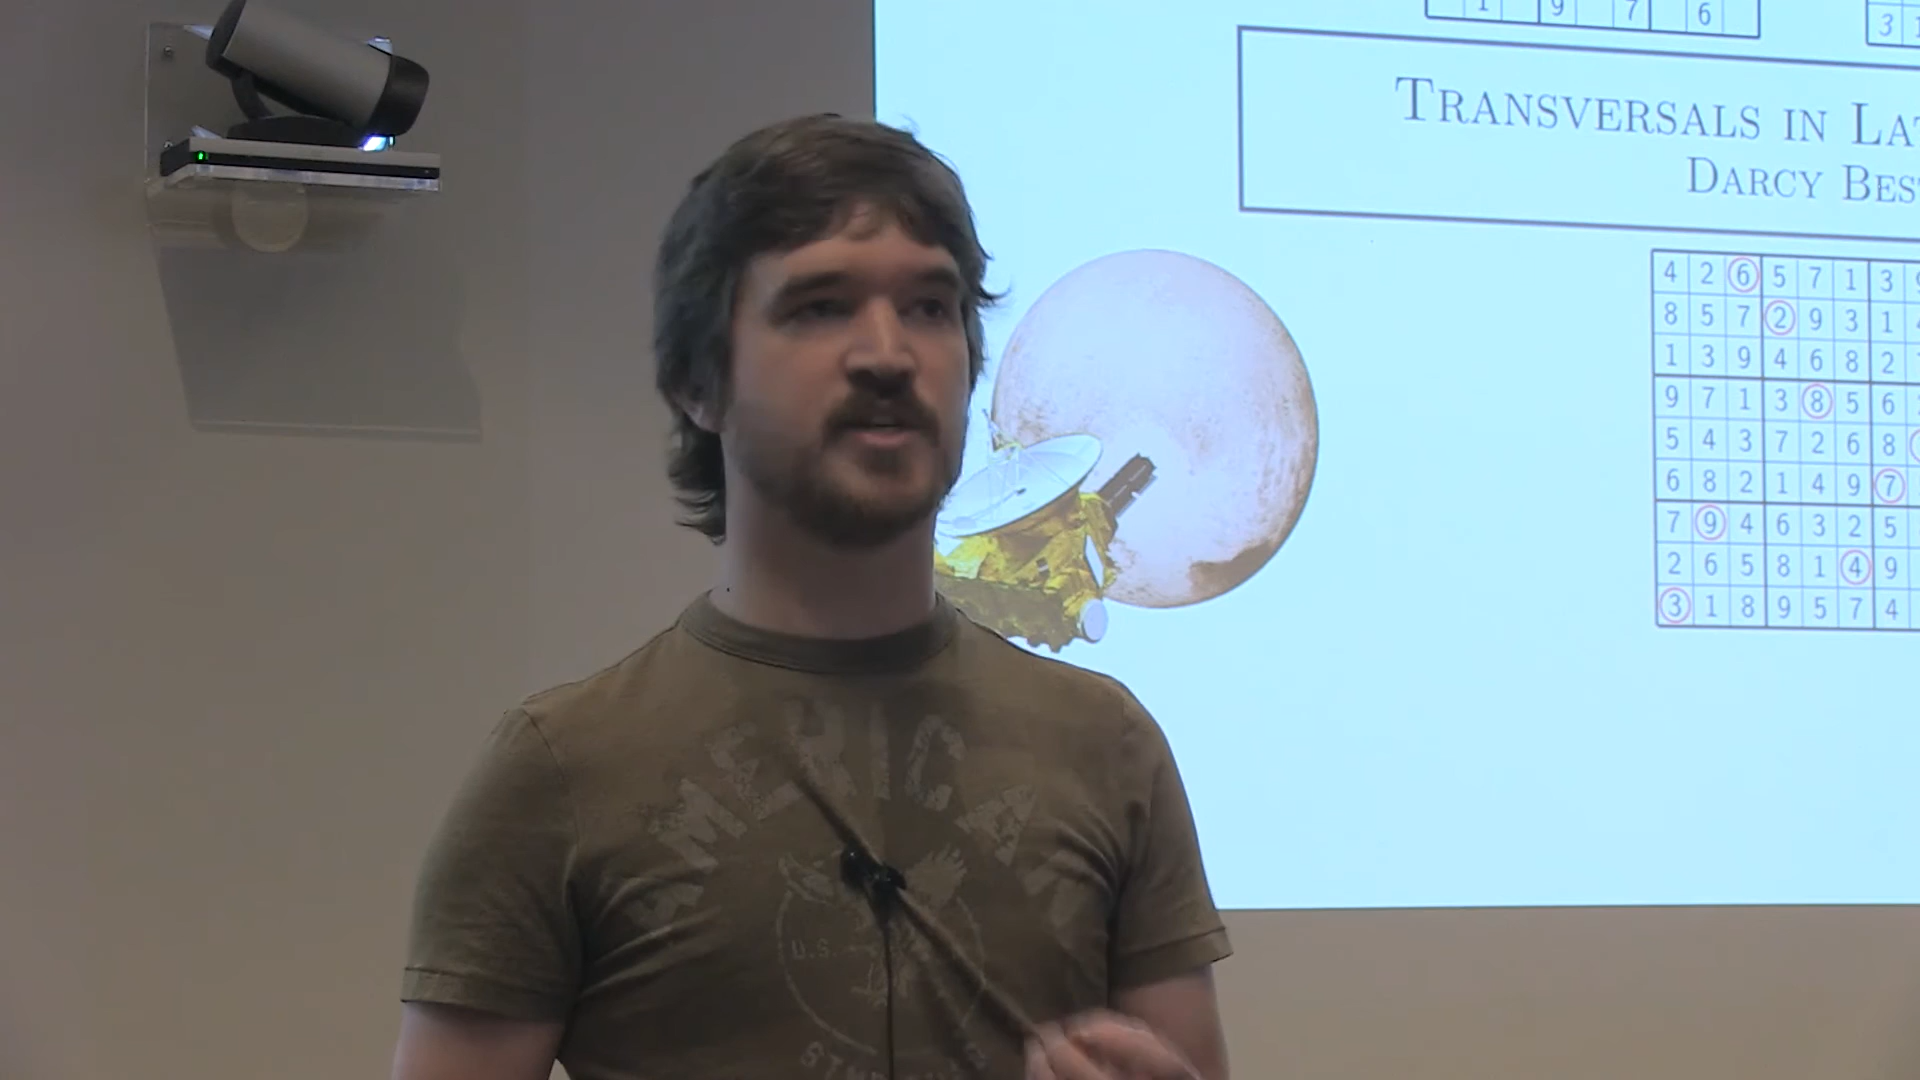 1 9 7 6
3 1
TRANSVERSALS IN LA
DARCY BES
4 2 6 5 7 1 3 9
8 5 7 2 9 3 1
1 3 9 4 6 8 2
9 7 1 3 8 5 6
5 4 3 7 2 6 8
6 8 2 1 4 9 7
7 9 4 6 3 2 5
2 6 5 8 1 4 9
3 1 8 9 5 7 4
MERICA
U.S.